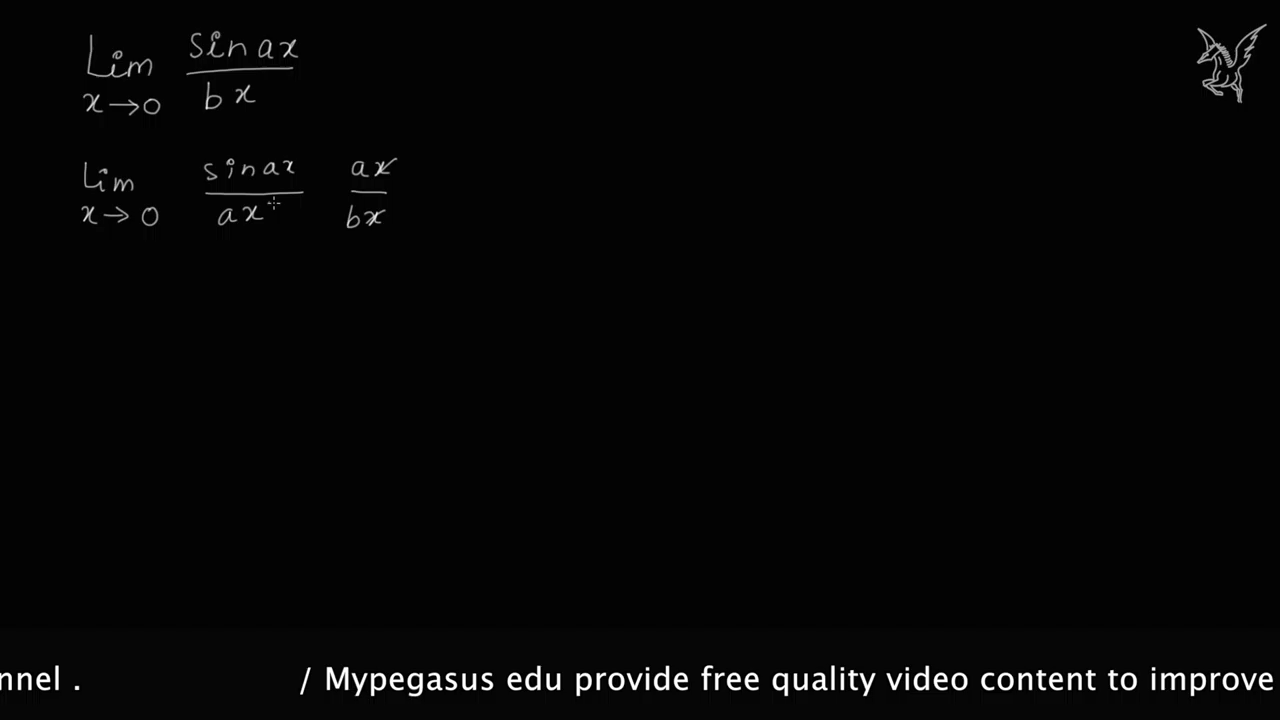 Lim sin ax
x→0 bx
Lim sin ax ax
x→0 ax bx
nnel . / Mypegasus edu provide free quality video content to improve